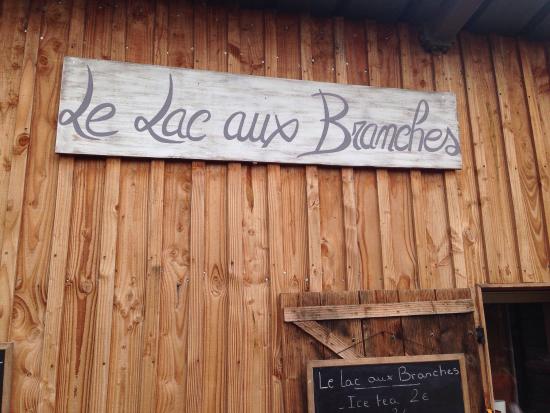 Le Lac aux Branches
Le Lac aux Branches
- Ice tea 2€